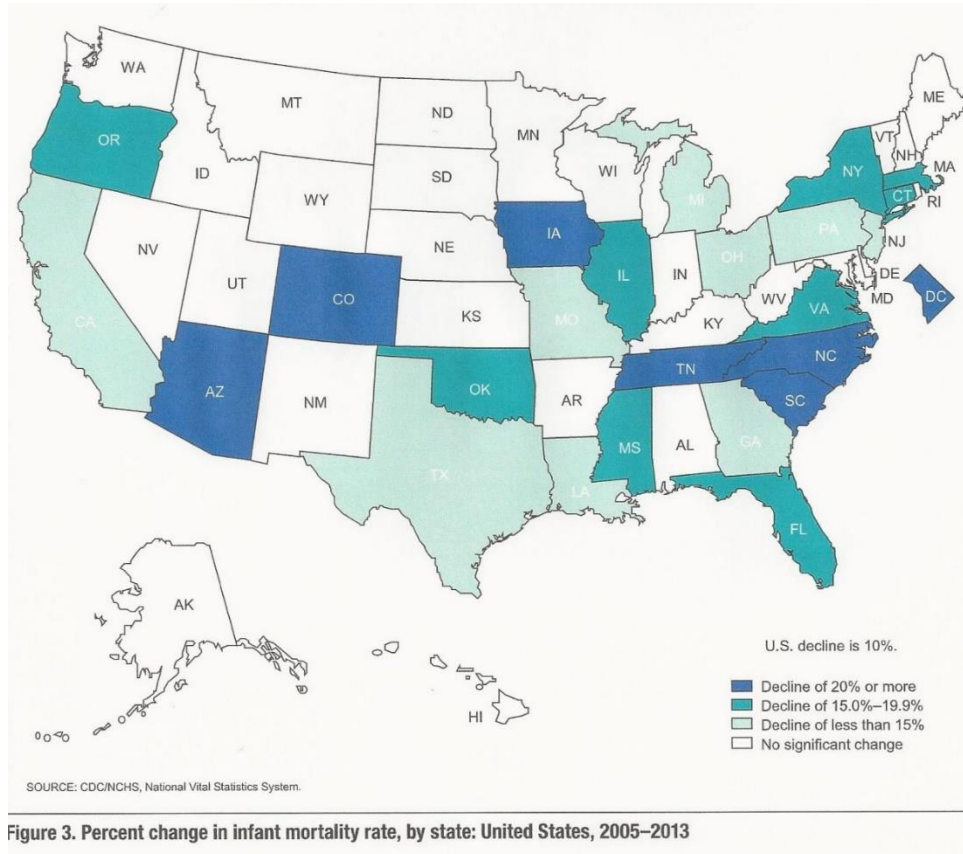 WA
MT
ND
MN
ME
OR
ID
SD
WI
MI
VT
NH
MA
NY
CT
RI
WY
NE
IA
PA
NJ
NV
UT
CO
KS
IL
IN
OH
WV
DE
MD
DC
CA
MO
KY
VA
AZ
NM
OK
AR
TN
NC
SC
TX
LA
MS
AL
GA
FL
AK
HI
U.S. decline is 10%.
Decline of 20% or more
Decline of 15.0%–19.9%
Decline of less than 15%
No significant change
SOURCE: CDC/NCHS, National Vital Statistics System.
Figure 3. Percent change in infant mortality rate, by state: United States, 2005–2013